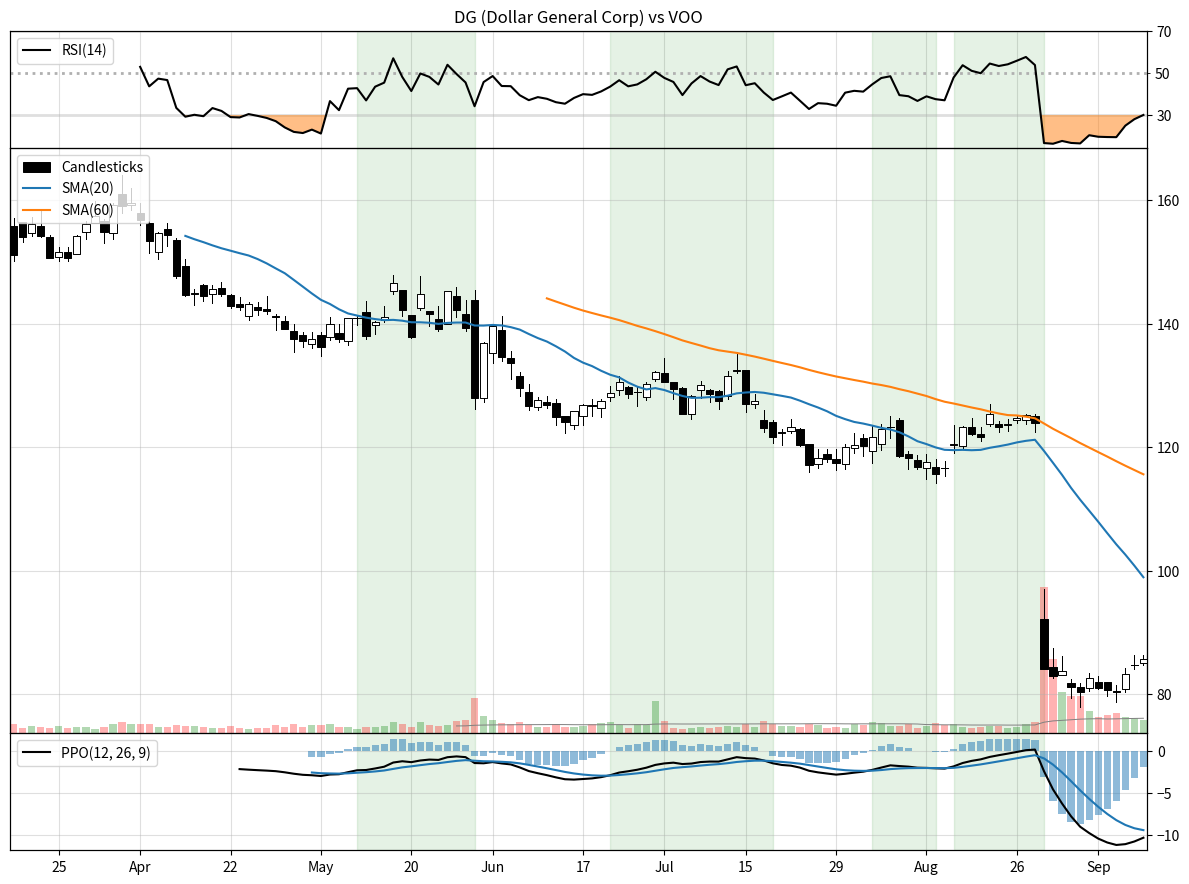 DG (Dollar General Corp) vs VOO
RSI(14)
70
50
30
Candlesticks
SMA(20)
SMA(60)
160
140
120
100
80
PPO(12, 26, 9)
0
−5
−10
25 Apr 22 May 20 Jun 17 Jul 15 29 Aug 26 Sep